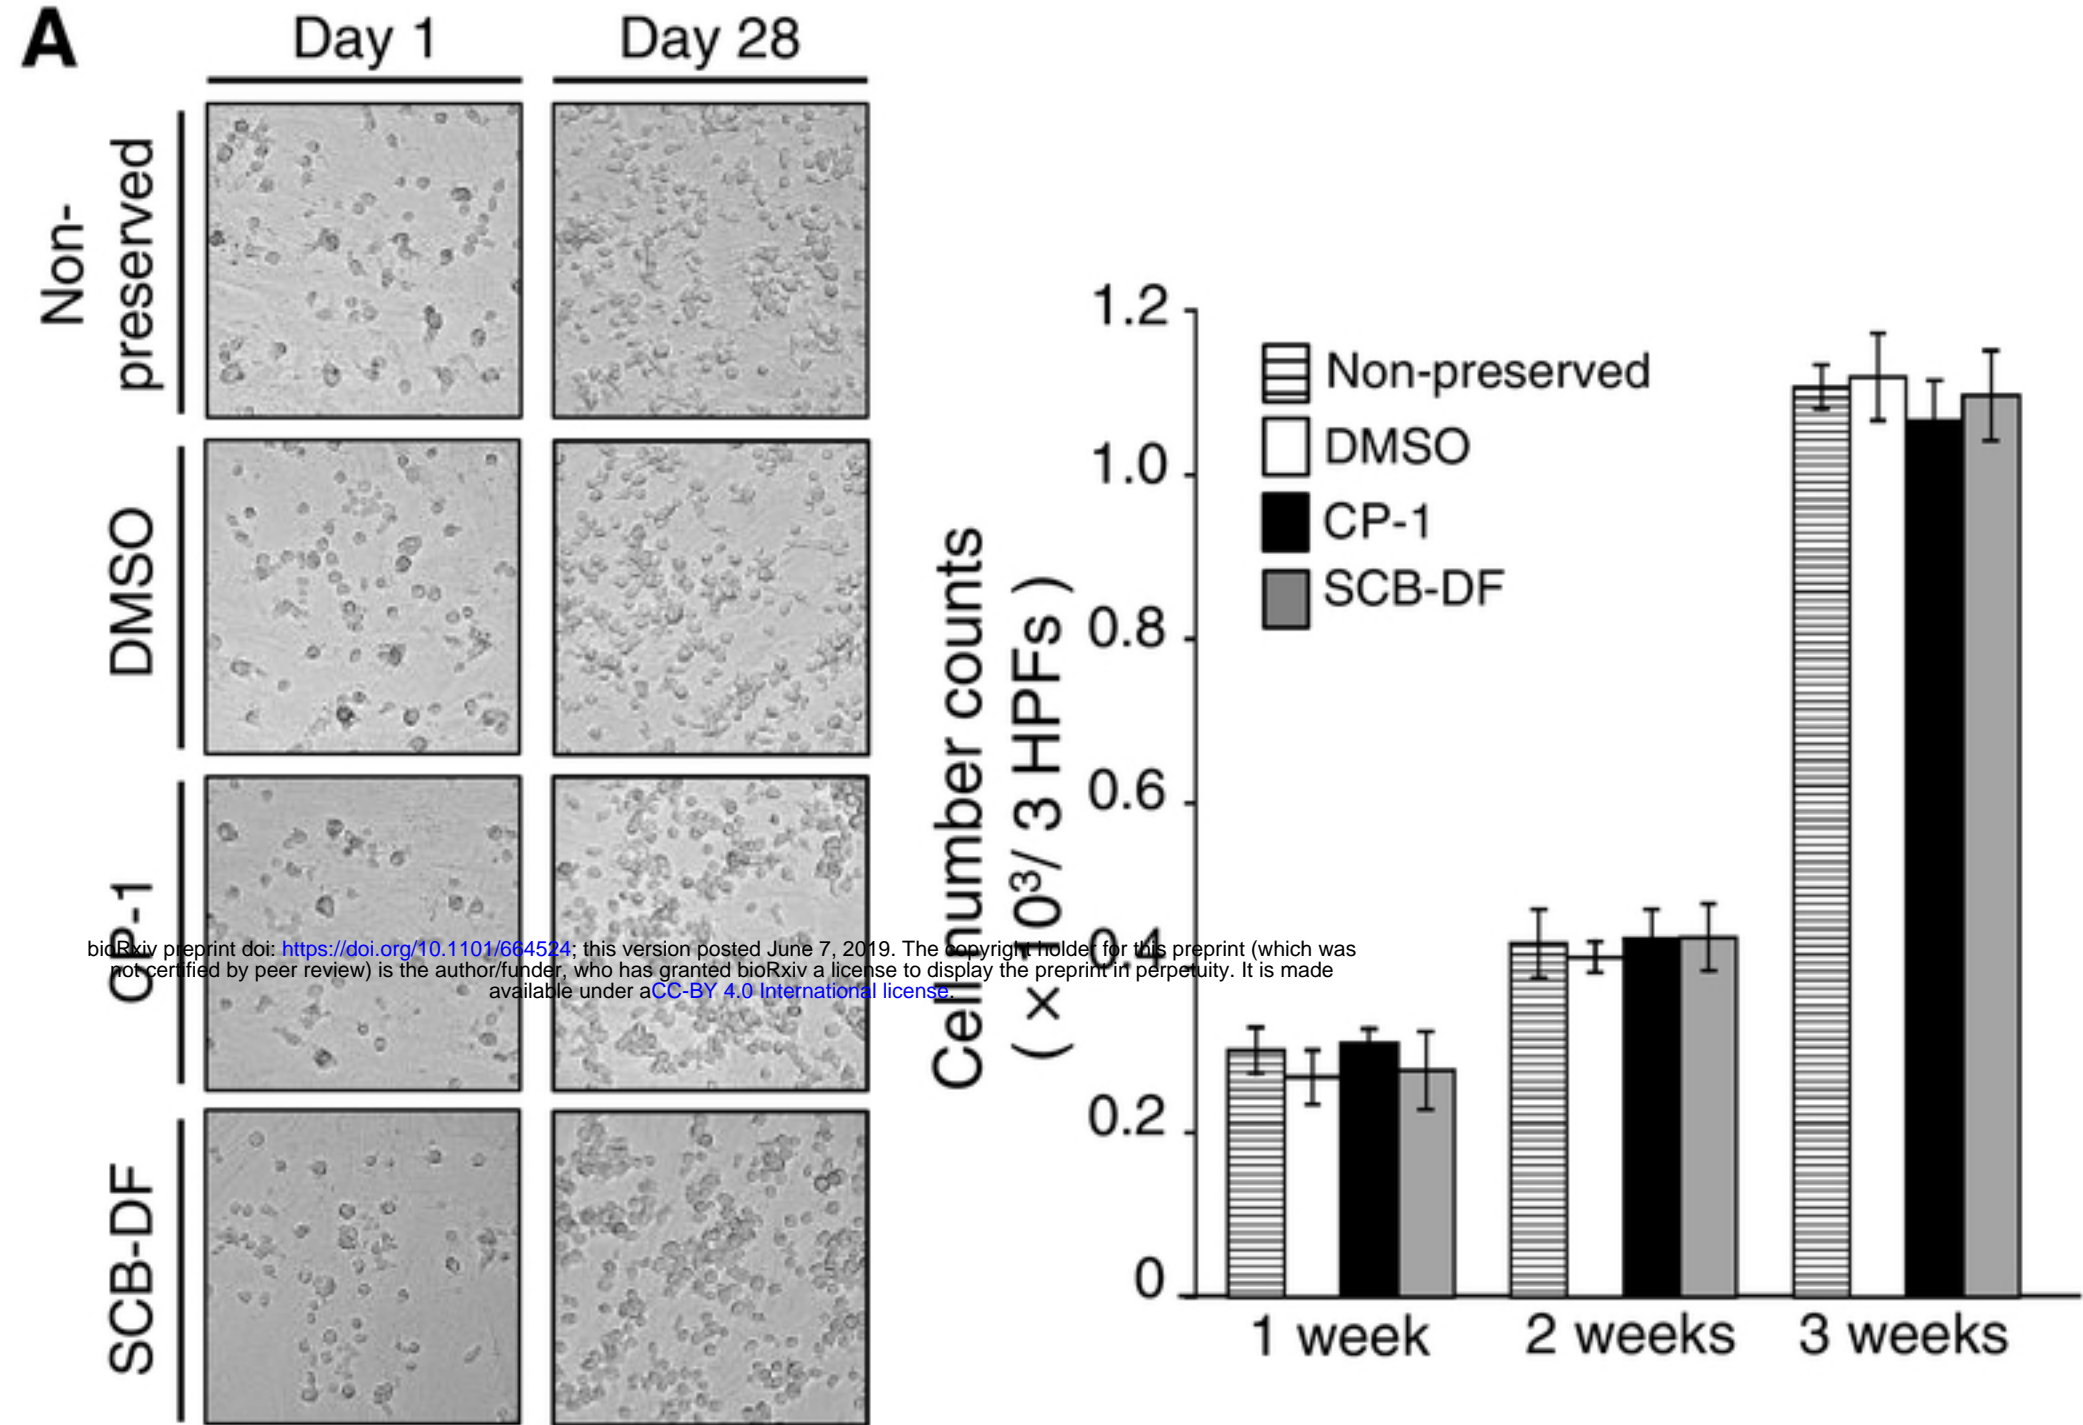 A
Day 1
Day 28
Non-
preserved
DMSO
CP-1
SCB-DF
Cell number counts
( ×10³/ 3 HPFs )
1.2
1.0
0.8
0.6
0.4
0.2
0
Non-preserved
DMSO
CP-1
SCB-DF
1 week
2 weeks
3 weeks
bioRxiv preprint doi: https://doi.org/10.1101/664524; this version posted June 7, 2019. The copyright holder for this preprint (which was
not certified by peer review) is the author/funder, who has granted bioRxiv a license to display the preprint in perpetuity. It is made
available under aCC-BY 4.0 International license.